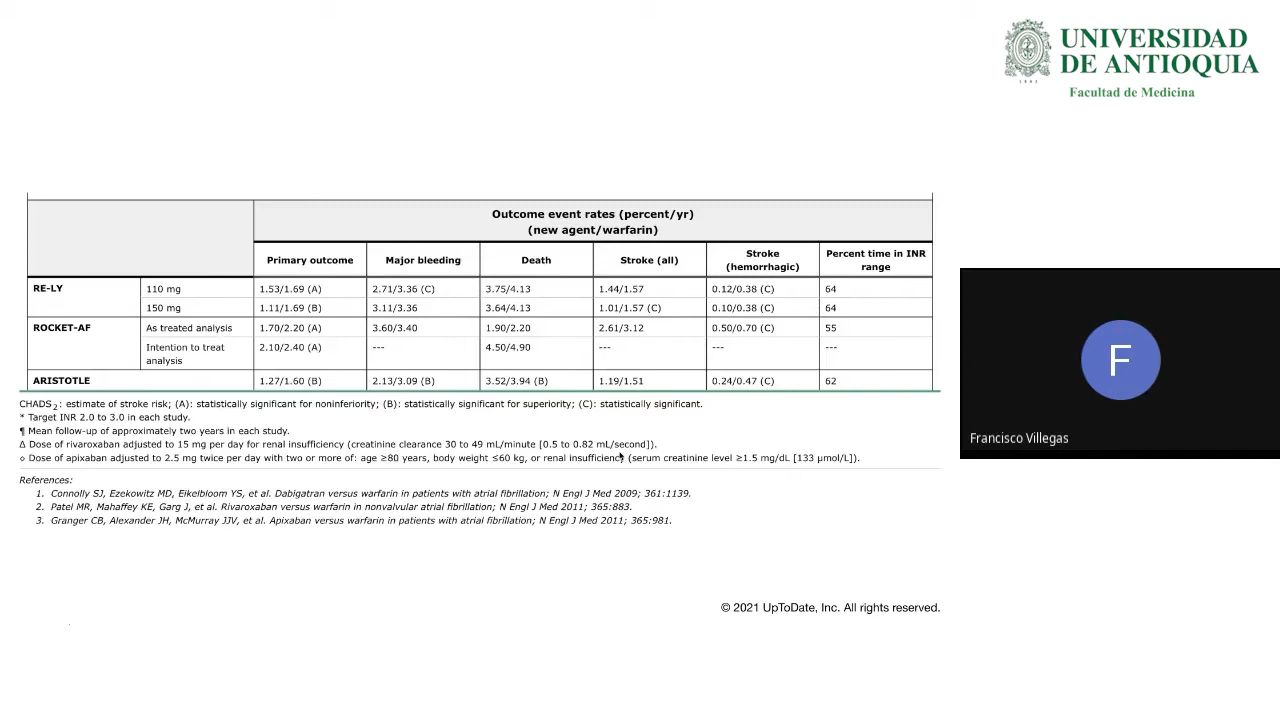 UNIVERSIDAD
DE ANTIOQUIA
1803
Facultad de Medicina
Outcome event rates (percent/yr)
(new agent/warfarin)
Primary outcome Major bleeding Death Stroke (all) Stroke (hemorrhagic) Percent time in INR range
RE-LY 110 mg 1.53/1.69 (A) 2.71/3.36 (C) 3.75/4.13 1.44/1.57 0.12/0.38 (C) 64
150 mg 1.11/1.69 (B) 3.11/3.36 3.64/4.13 1.01/1.57 (C) 0.10/0.38 (C) 64
ROCKET-AF As treated analysis 1.70/2.20 (A) 3.60/3.40 1.90/2.20 2.61/3.12 0.50/0.70 (C) 55
Intention to treat analysis 2.10/2.40 (A) --- 4.50/4.90 --- --- ---
ARISTOTLE 1.27/1.60 (B) 2.13/3.09 (B) 3.52/3.94 (B) 1.19/1.51 0.24/0.47 (C) 62
CHADS2: estimate of stroke risk; (A): statistically significant for noninferiority; (B): statistically significant for superiority; (C): statistically significant.
* Target INR 2.0 to 3.0 in each study.
¶ Mean follow-up of approximately two years in each study.
Δ Dose of rivaroxaban adjusted to 15 mg per day for renal insufficiency (creatinine clearance 30 to 49 mL/minute [0.5 to 0.82 mL/second]).
◇ Dose of apixaban adjusted to 2.5 mg twice per day with two or more of: age ≥80 years, body weight ≤60 kg, or renal insufficiency (serum creatinine level ≥1.5 mg/dL [133 µmol/L]).
References:
1. Connolly SJ, Ezekowitz MD, Eikelbloom YS, et al. Dabigatran versus warfarin in patients with atrial fibrillation; N Engl J Med 2009; 361:1139.
2. Patel MR, Mahaffey KE, Garg J, et al. Rivaroxaban versus warfarin in nonvalvular atrial fibrillation; N Engl J Med 2011; 365:883.
3. Granger CB, Alexander JH, McMurray JJV, et al. Apixaban versus warfarin in patients with atrial fibrillation; N Engl J Med 2011; 365:981.
© 2021 UpToDate, Inc. All rights reserved.
F
Francisco Villegas